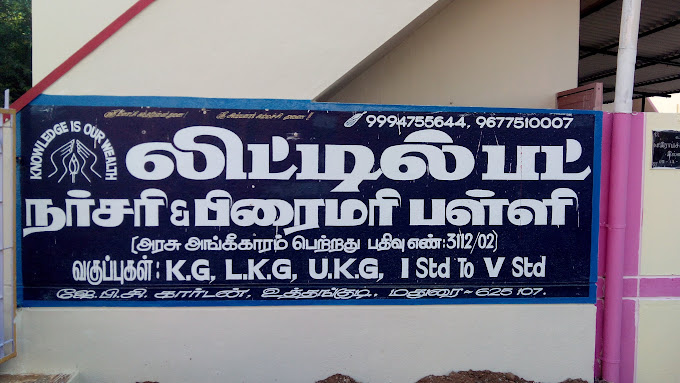 9994755644, 9677510007
KNOWLEDGE IS OUR WEALTH
லிட்டில் பட்
நர்சரி & பிரைமரி பள்ளி
(அரசு அங்கீகாரம் பெற்றது பதிவு எண்:3112/02)
வகுப்புகள் : K.G, L.K.G, U.K.G, I Std To V Std
ஜே.பி.சி. கார்டன், உத்தங்குடி, மதுரை ~ 625 107.